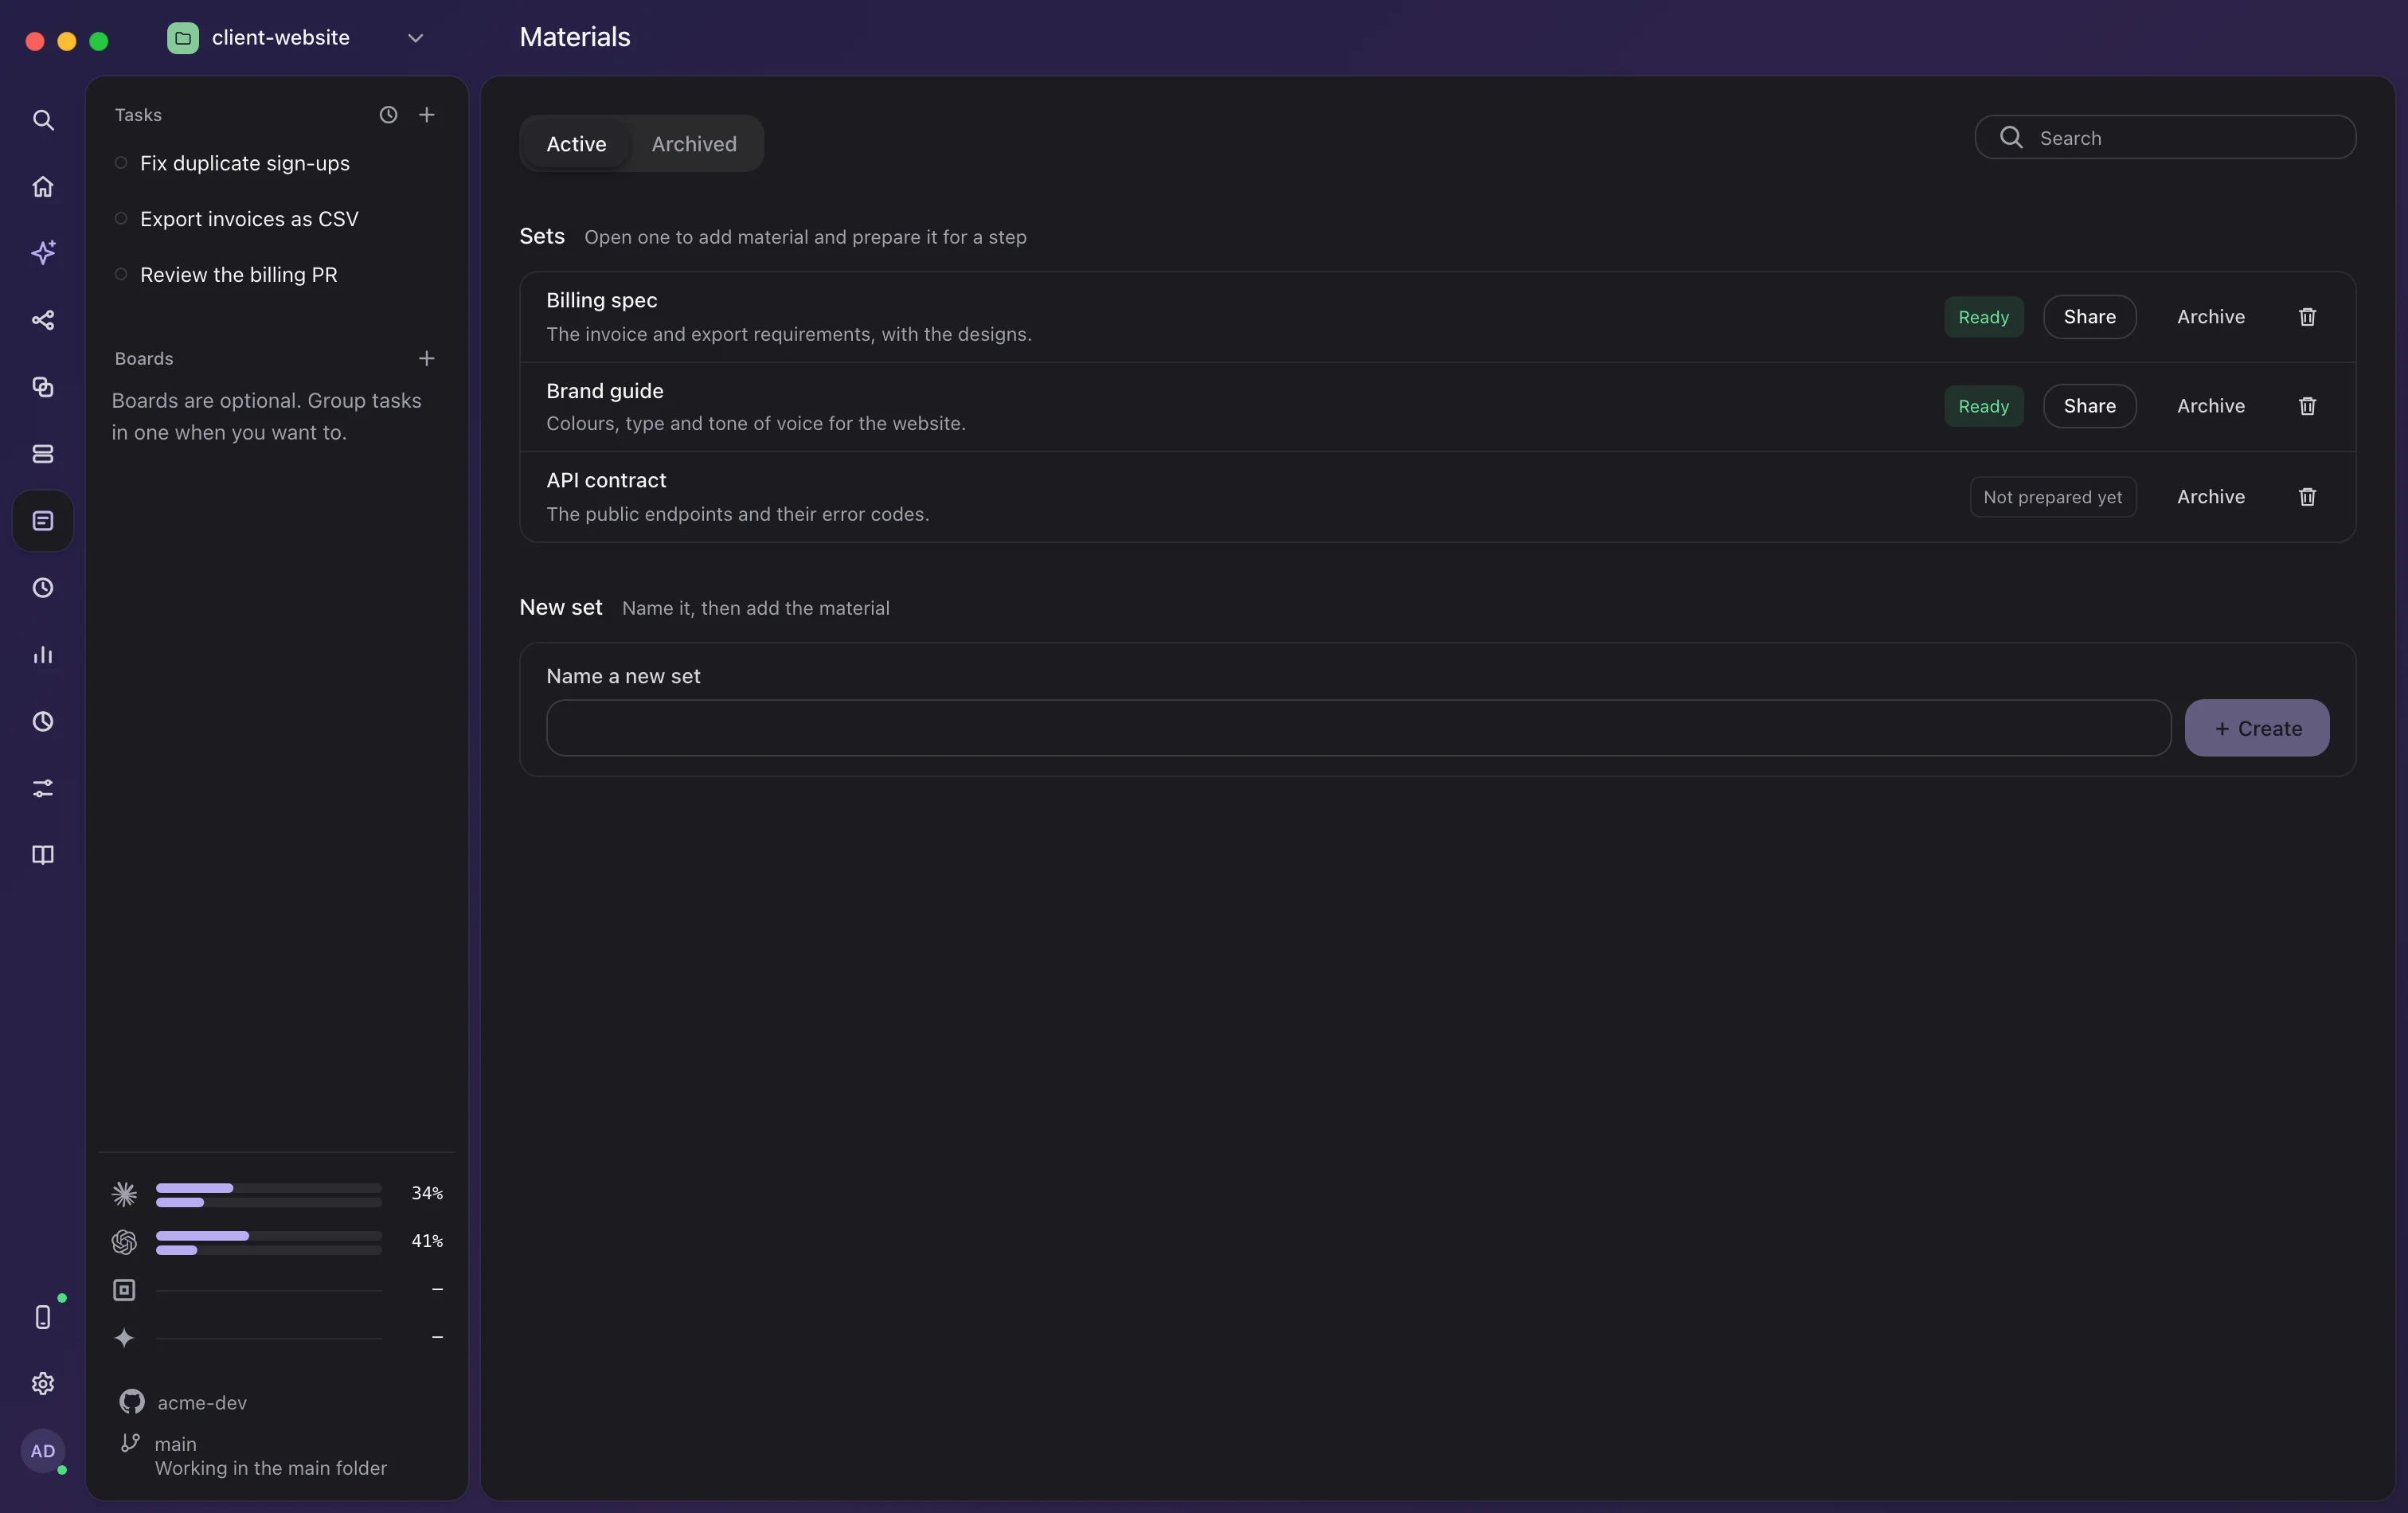 client-website
Materials
Tasks
Fix duplicate sign-ups
Export invoices as CSV
Review the billing PR
Boards
Boards are optional. Group tasks
in one when you want to.
34%
41%
–
–
acme-dev
main
Working in the main folder
AD
Active
Archived
Search
Sets
Open one to add material and prepare it for a step
Billing spec
The invoice and export requirements, with the designs.
Ready
Share
Archive
Brand guide
Colours, type and tone of voice for the website.
Ready
Share
Archive
API contract
The public endpoints and their error codes.
Not prepared yet
Archive
New set
Name it, then add the material
Name a new set
+ Create